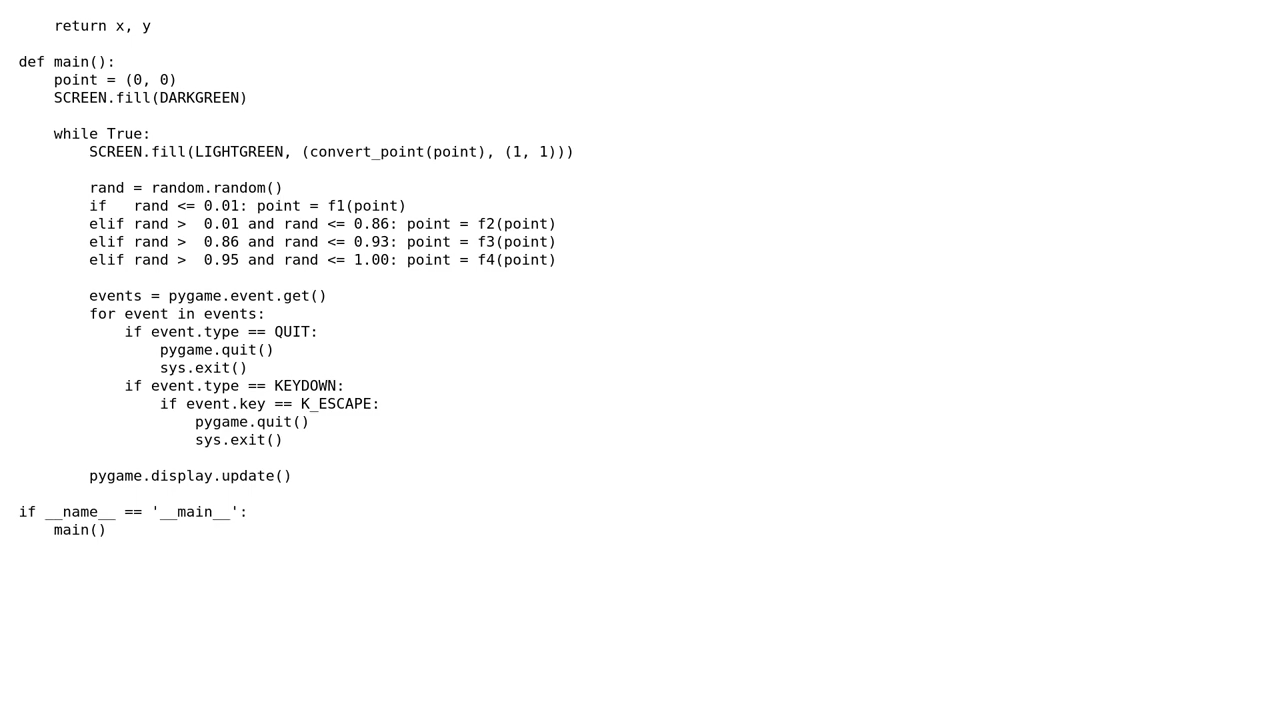 return x, y

def main():
    point = (0, 0)
    SCREEN.fill(DARKGREEN)

    while True:
        SCREEN.fill(LIGHTGREEN, (convert_point(point), (1, 1)))

        rand = random.random()
        if   rand <= 0.01: point = f1(point)
        elif rand >  0.01 and rand <= 0.86: point = f2(point)
        elif rand >  0.86 and rand <= 0.93: point = f3(point)
        elif rand >  0.95 and rand <= 1.00: point = f4(point)

        events = pygame.event.get()
        for event in events:
            if event.type == QUIT:
                pygame.quit()
                sys.exit()
            if event.type == KEYDOWN:
                if event.key == K_ESCAPE:
                    pygame.quit()
                    sys.exit()

        pygame.display.update()

if __name__ == '__main__':
    main()